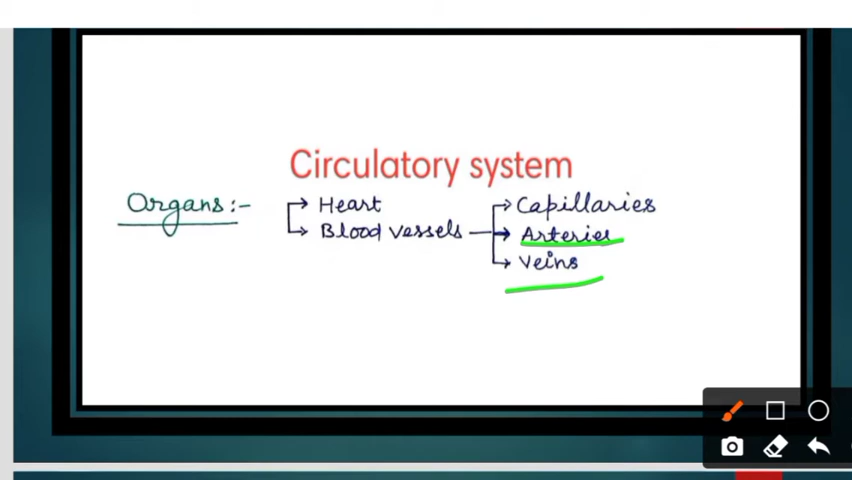 Circulatory system
Organs :- Heart
Blood vessels
Capillaries
Arteries
Veins